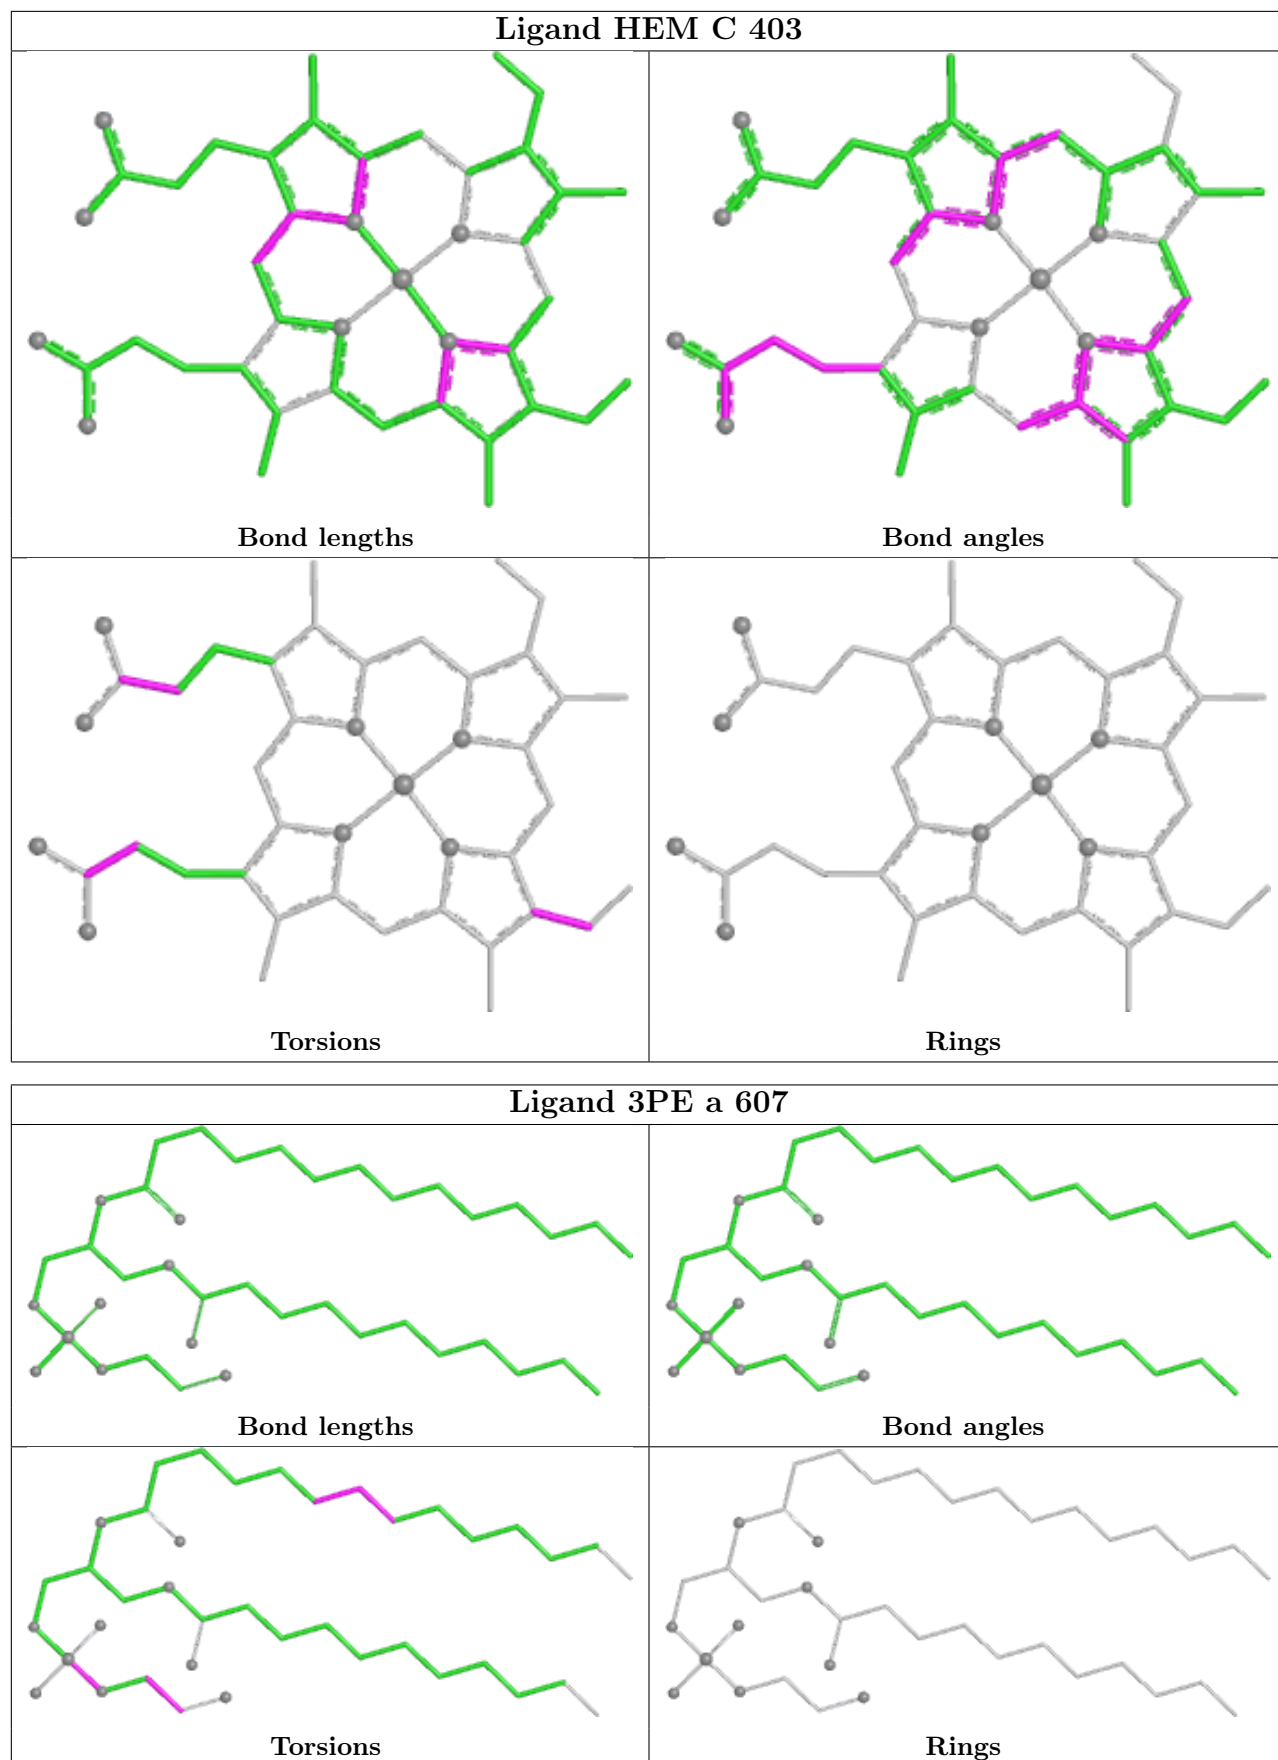 Ligand HEM C 403
Bond lengths
Bond angles
Torsions
Rings
Ligand 3PE a 607
Bond lengths
Bond angles
Torsions
Rings